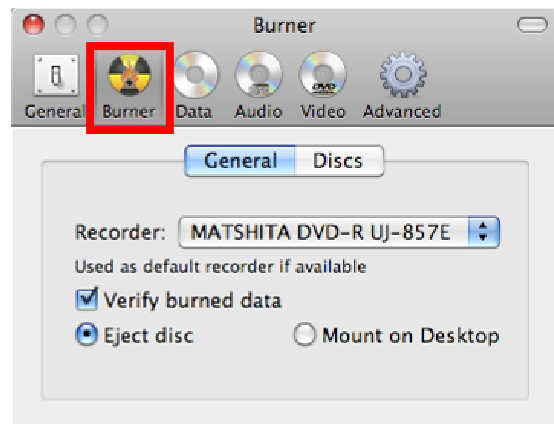 Burner
General Burner Data Audio Video Advanced
General Discs
Recorder: MATSHITA DVD-R UJ-857E
Used as default recorder if available
Verify burned data
Eject disc Mount on Desktop